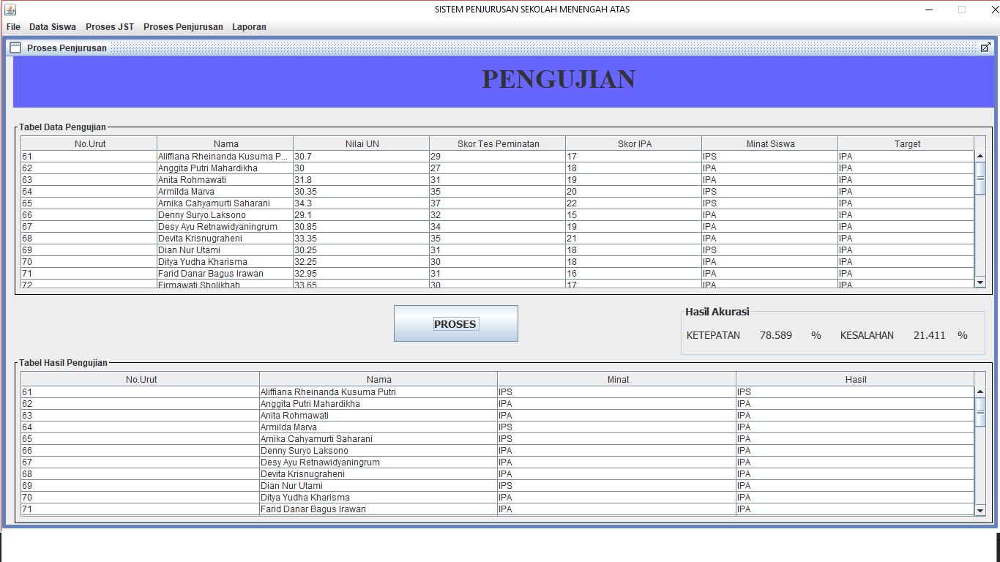 SISTEM PENJURUSAN SEKOLAH MENENGAH ATAS
File Data Siswa Proses JST Proses Penjurusan Laporan
Proses Penjurusan
PENGUJIAN
Tabel Data Pengujian
No.Urut Nama Nilai UN Skor Tes Peminatan Skor IPA Minat Siswa Target
61 Aliffiana Rheinanda Kusuma P... 30.7 29 17 IPS IPA
62 Anggita Putri Mahardikha 30 27 18 IPA IPA
63 Anita Rohmawati 31.8 31 19 IPA IPA
64 Armilda Marva 30.35 35 20 IPS IPA
65 Arnika Cahyamurti Saharani 34.3 37 22 IPS IPA
66 Denny Suryo Laksono 29.1 32 15 IPA IPA
67 Desy Ayu Retnawidyaningrum 30.85 34 19 IPA IPA
68 Devita Krisnugraheni 33.35 35 21 IPA IPA
69 Dian Nur Utami 30.25 31 18 IPS IPA
70 Ditya Yudha Kharisma 32.25 30 18 IPA IPA
71 Farid Danar Bagus Irawan 32.95 31 16 IPA IPA
72 Firmawati Sholikhah 33.65 30 17 IPA IPA
PROSES
Hasil Akurasi
KETEPATAN 78.589 % KESALAHAN 21.411 %
Tabel Hasil Pengujian
No.Urut Nama Minat Hasil
61 Aliffiana Rheinanda Kusuma Putri IPS IPS
62 Anggita Putri Mahardikha IPA IPA
63 Anita Rohmawati IPA IPA
64 Armilda Marva IPS IPA
65 Arnika Cahyamurti Saharani IPS IPA
66 Denny Suryo Laksono IPA IPA
67 Desy Ayu Retnawidyaningrum IPA IPA
68 Devita Krisnugraheni IPA IPA
69 Dian Nur Utami IPS IPA
70 Ditya Yudha Kharisma IPA IPA
71 Farid Danar Bagus Irawan IPA IPA